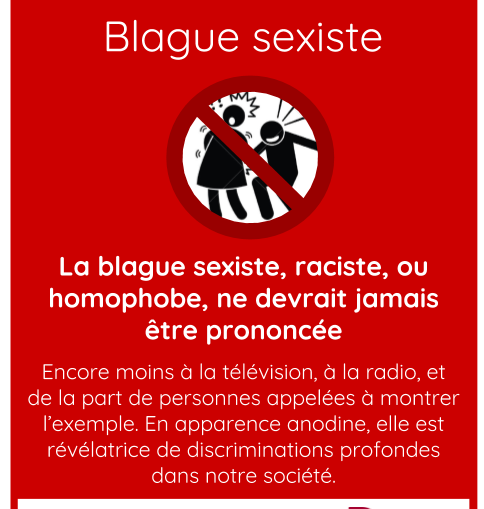 Blague sexiste
La blague sexiste, raciste, ou
homophobe, ne devrait jamais
être prononcée
Encore moins à la télévision, à la radio, et
de la part de personnes appelées à montrer
l'exemple. En apparence anodine, elle est
révélatrice de discriminations profondes
dans notre société.